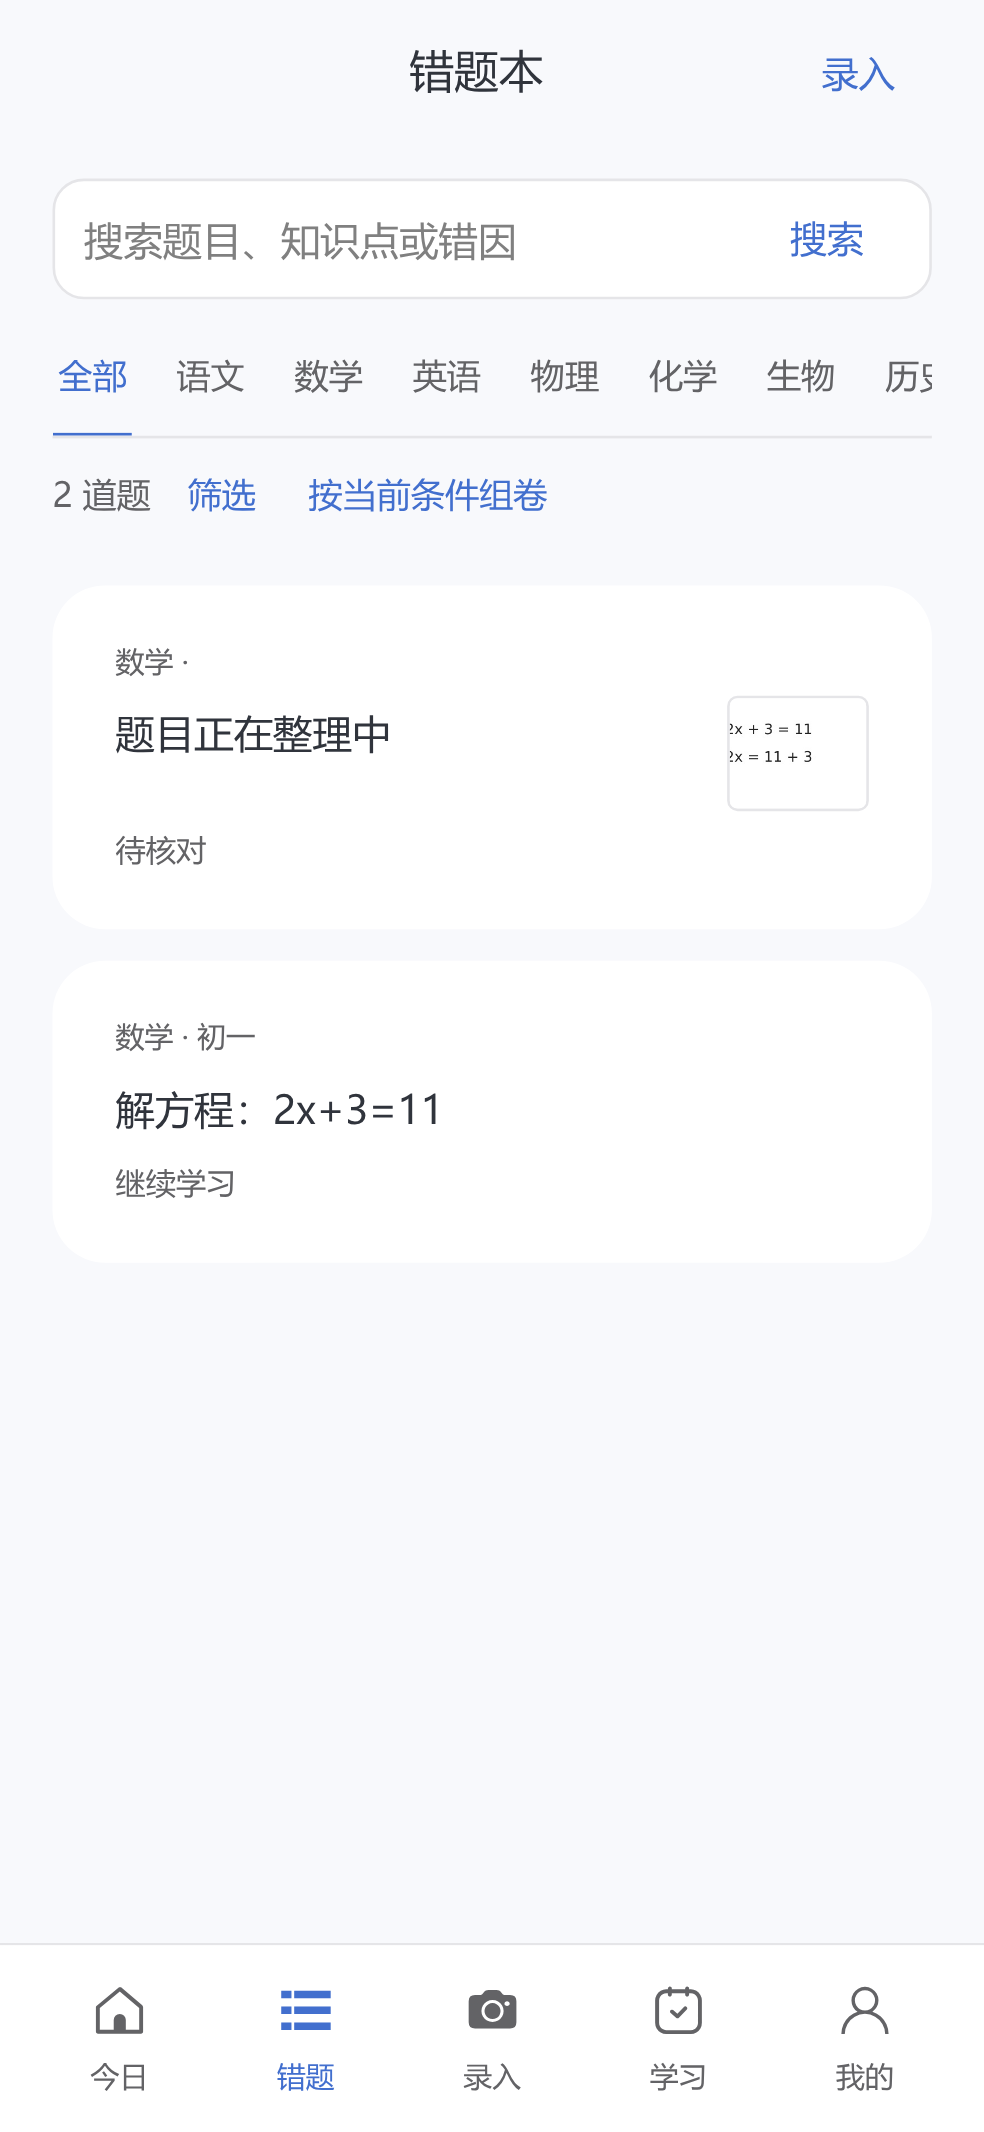 错题本
录入
搜索题目、知识点或错因
搜索
全部 语文 数学 英语 物理 化学 生物 历史
2 道题 筛选 按当前条件组卷
数学 ·
题目正在整理中
2x + 3 = 11
2x = 11 + 3
待核对
数学 · 初一
解方程：2x+3=11
继续学习
今日 错题 录入 学习 我的